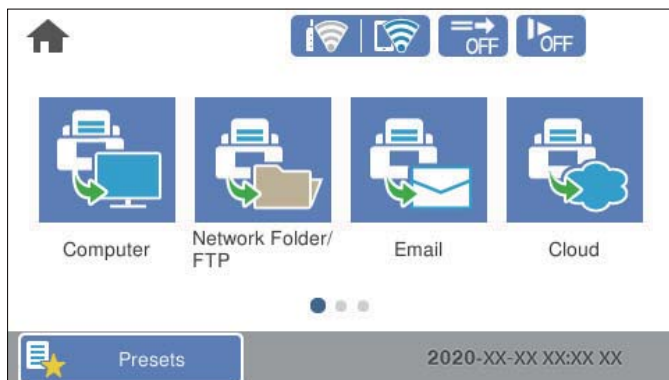 OFF
OFF
Computer
Network Folder/
FTP
Email
Cloud
Presets
2020-XX-XX XX:XX XX